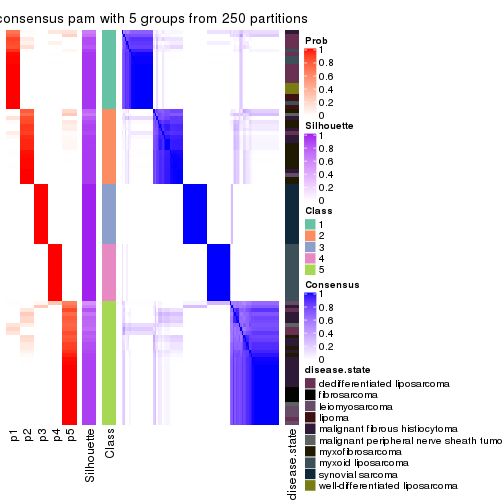 consensus pam with 5 groups from 250 partitions
Prob
1
0.8
0.6
0.4
0.2
0
Silhouette
1
0.8
0.6
0.4
0.2
0
Class
1
2
3
4
5
Consensus
1
0.8
0.6
0.4
0.2
0
disease.state
dedifferentiated liposarcoma
fibrosarcoma
leiomyosarcoma
lipoma
malignant fibrous histiocytoma
malignant peripheral nerve sheath tumo
myxofibrosarcoma
myxoid liposarcoma
synovial sarcoma
well-differentiated liposarcoma
p1
p2
p3
p4
p5
Silhouette
Class
disease.state